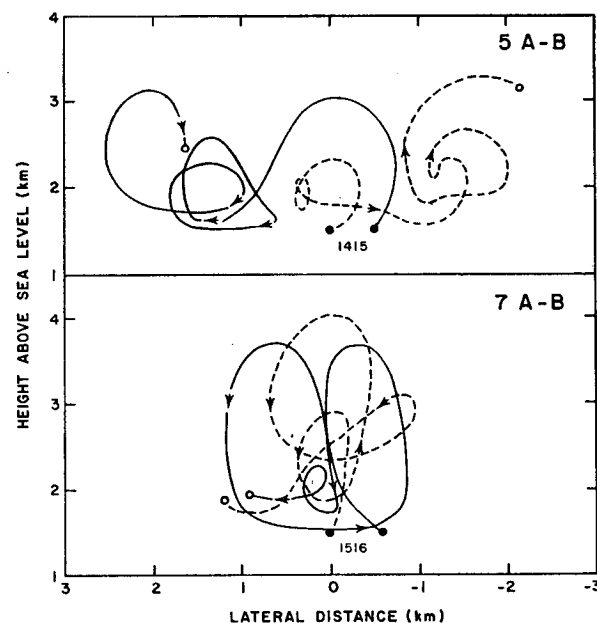 5 A-B
4
3
2
1
1415
HEIGHT ABOVE SEA LEVEL (km)
7 A-B
4
3
2
1
1516
3 2 1 0 -1 -2 -3
LATERAL DISTANCE (km)